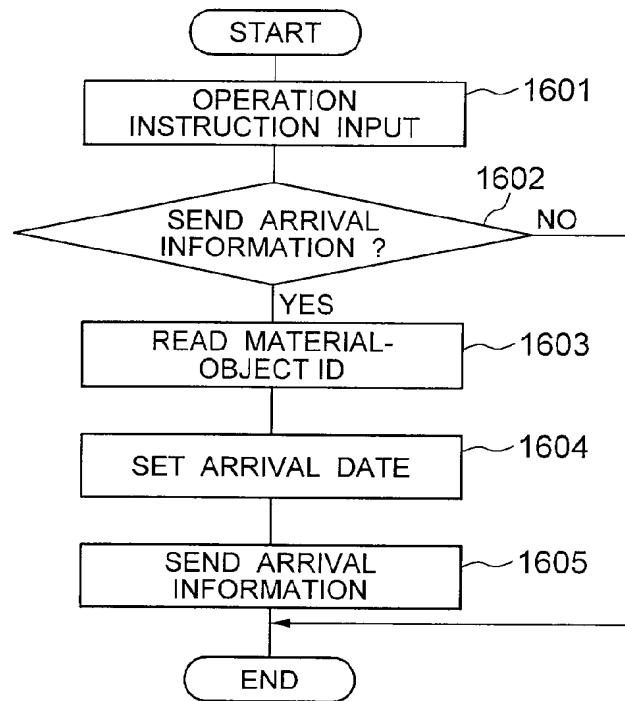 START
OPERATION
INSTRUCTION INPUT
1601
1602
SEND ARRIVAL
INFORMATION ?
NO
YES
READ MATERIAL-
OBJECT ID
1603
SET ARRIVAL DATE
1604
SEND ARRIVAL
INFORMATION
1605
END